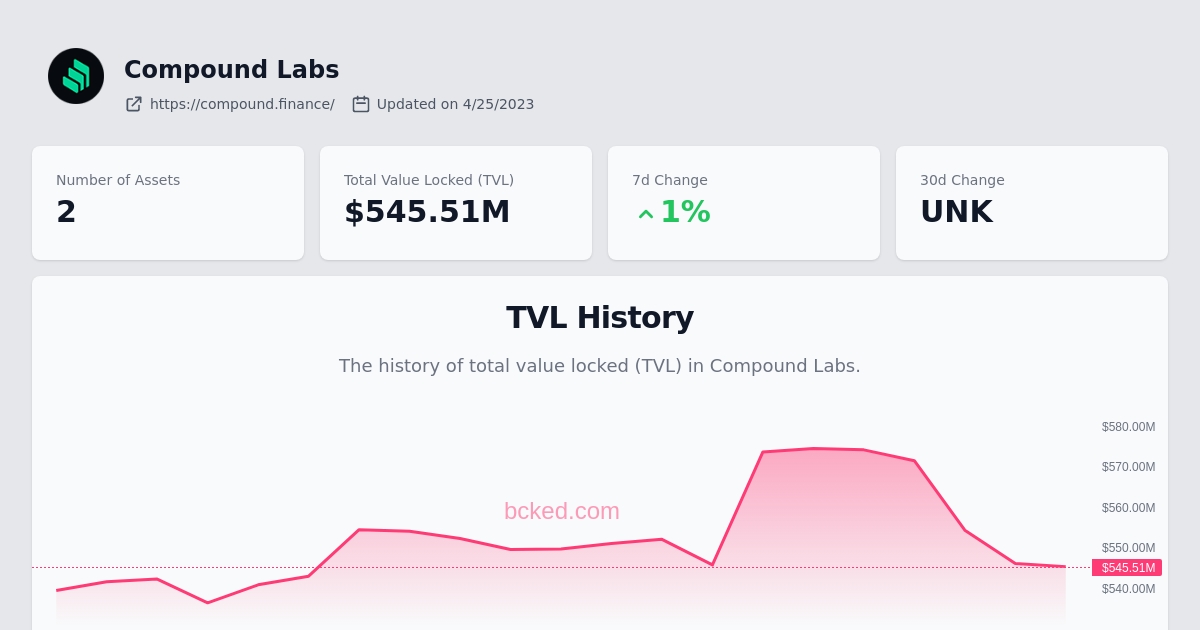 Compound Labs
https://compound.finance/ Updated on 4/25/2023
Number of Assets
2
Total Value Locked (TVL)
$545.51M
7d Change
1%
30d Change
UNK
TVL History
The history of total value locked (TVL) in Compound Labs.
$580.00M
$570.00M
bcked.com
$560.00M
$550.00M
$545.51M
$540.00M